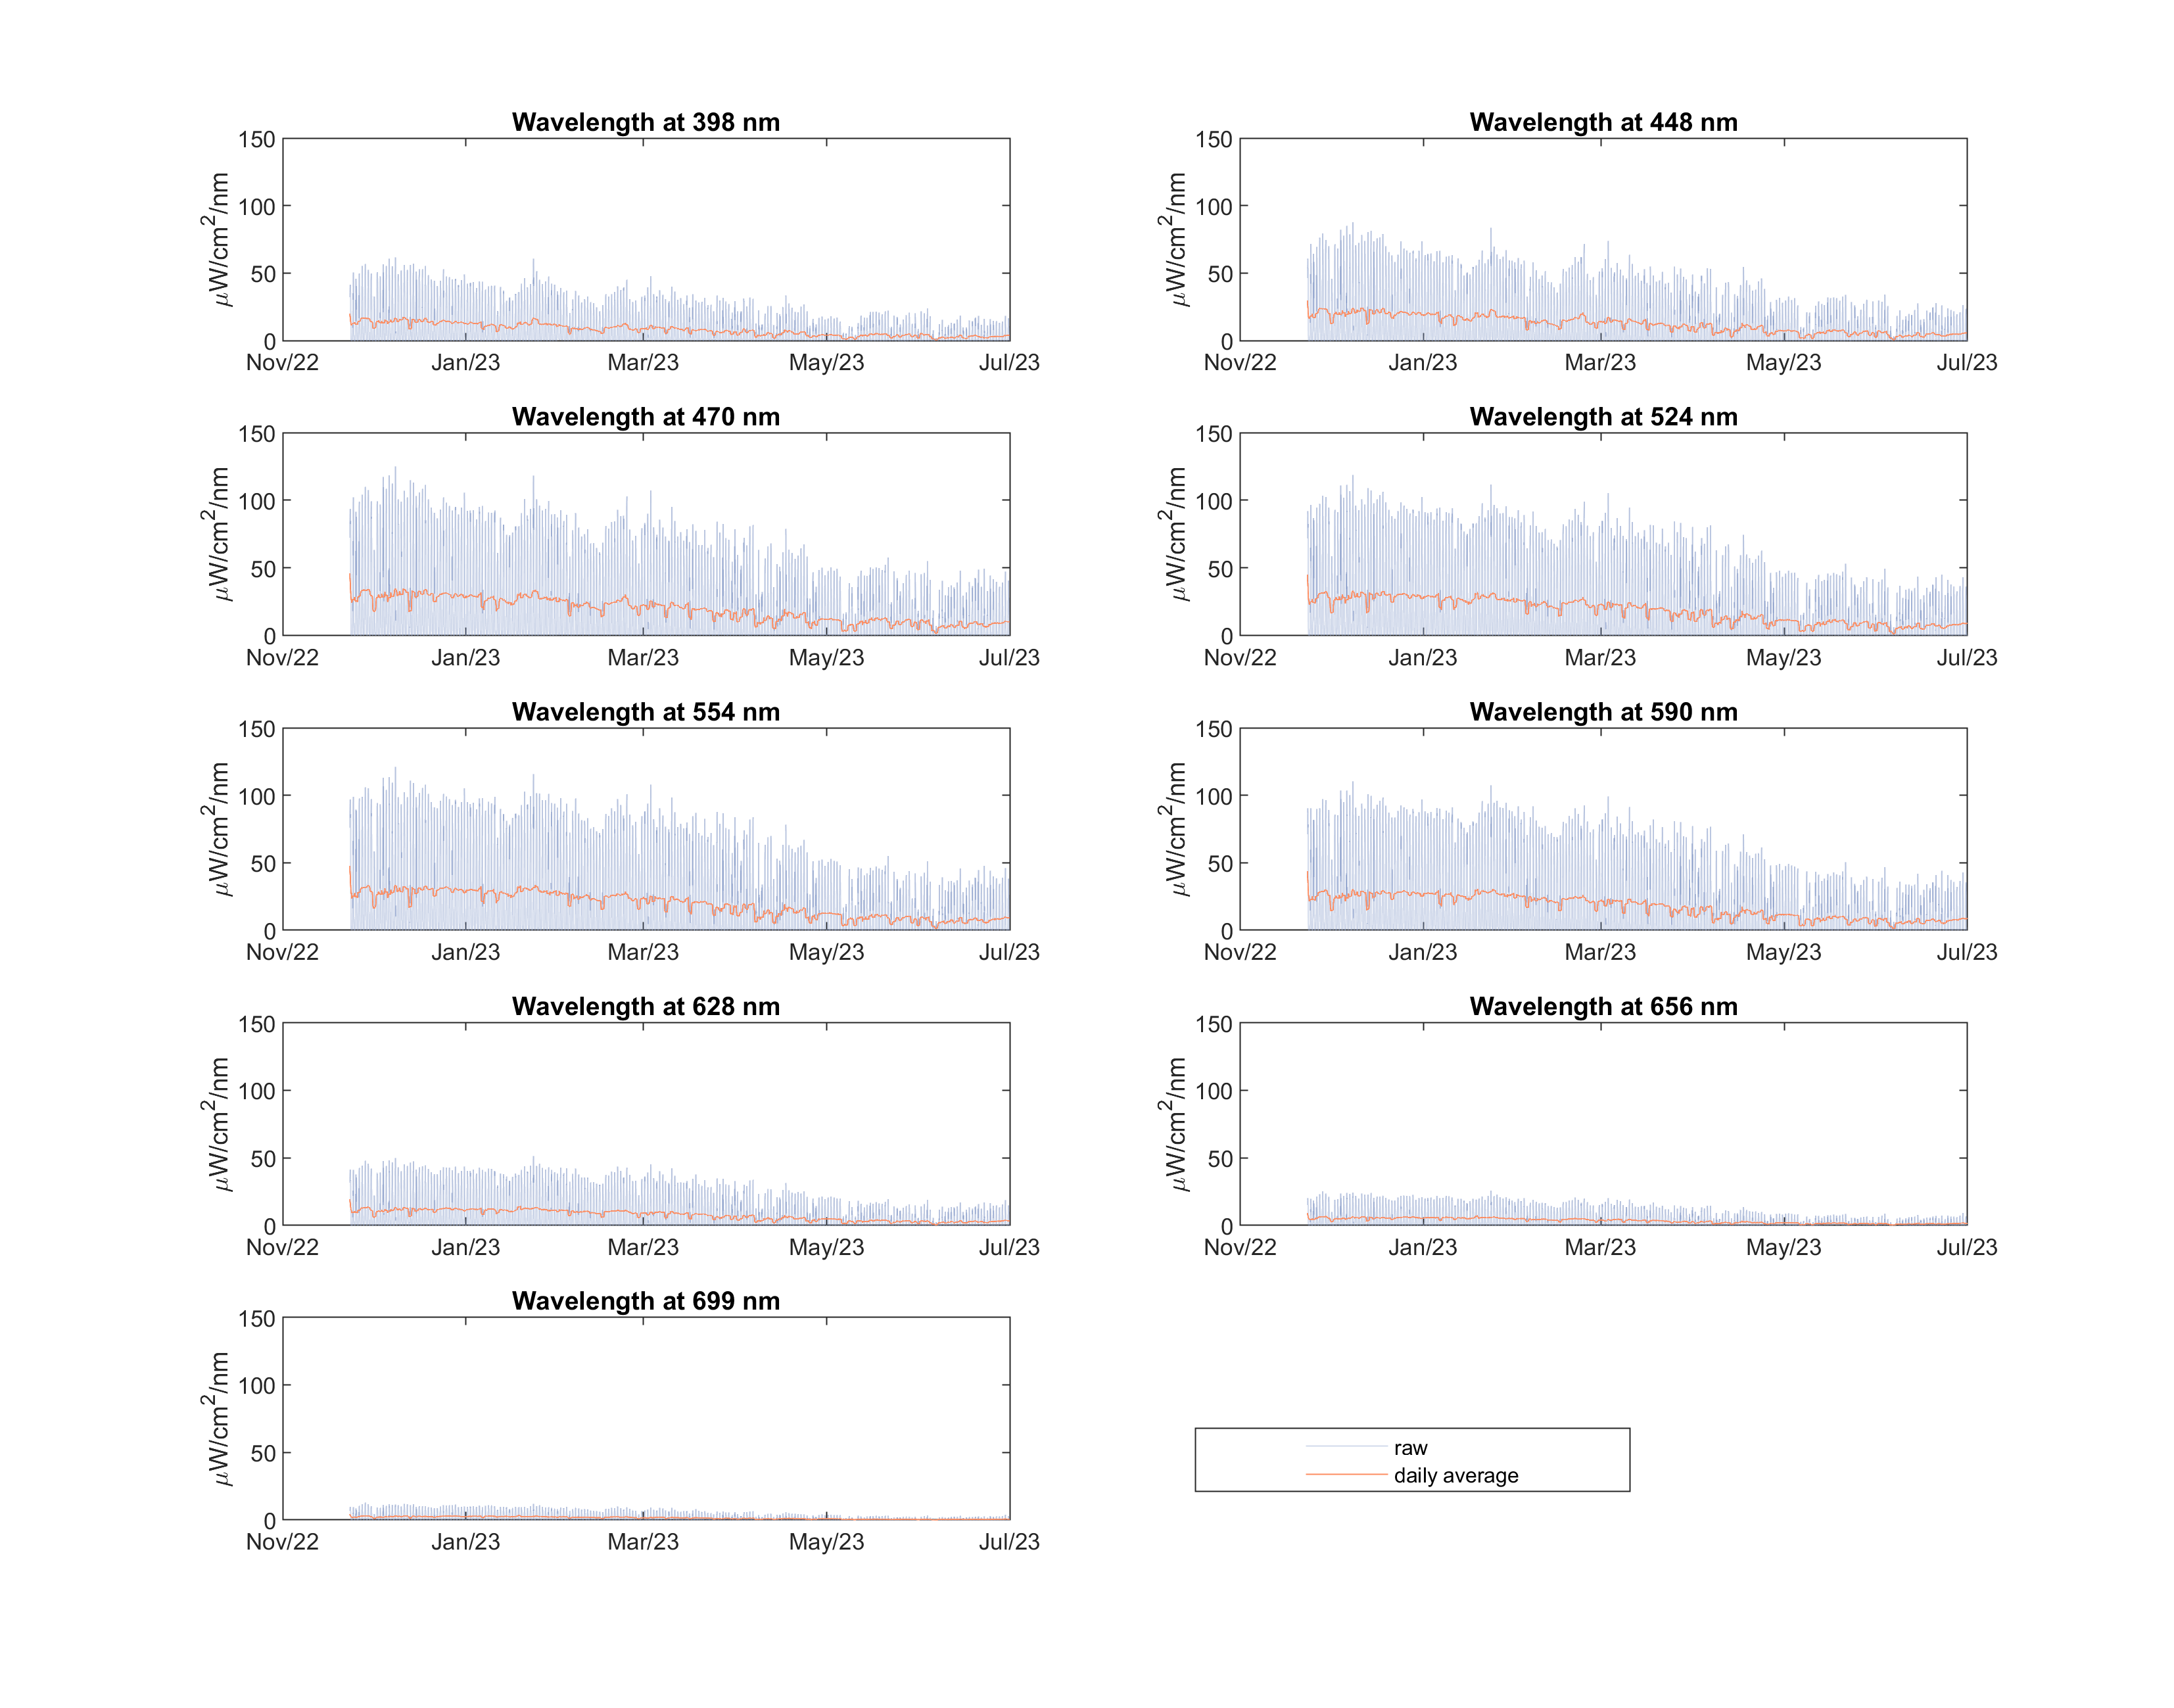 Wavelength at 398 nm
150
100
50
0
μW/cm²/nm
Nov/22 Jan/23 Mar/23 May/23 Jul/23
Wavelength at 448 nm
150
100
50
0
μW/cm²/nm
Nov/22 Jan/23 Mar/23 May/23 Jul/23
Wavelength at 470 nm
150
100
50
0
μW/cm²/nm
Nov/22 Jan/23 Mar/23 May/23 Jul/23
Wavelength at 524 nm
150
100
50
0
μW/cm²/nm
Nov/22 Jan/23 Mar/23 May/23 Jul/23
Wavelength at 554 nm
150
100
50
0
μW/cm²/nm
Nov/22 Jan/23 Mar/23 May/23 Jul/23
Wavelength at 590 nm
150
100
50
0
μW/cm²/nm
Nov/22 Jan/23 Mar/23 May/23 Jul/23
Wavelength at 628 nm
150
100
50
0
μW/cm²/nm
Nov/22 Jan/23 Mar/23 May/23 Jul/23
Wavelength at 656 nm
150
100
50
0
μW/cm²/nm
Nov/22 Jan/23 Mar/23 May/23 Jul/23
Wavelength at 699 nm
150
100
50
0
μW/cm²/nm
Nov/22 Jan/23 Mar/23 May/23 Jul/23
raw
daily average